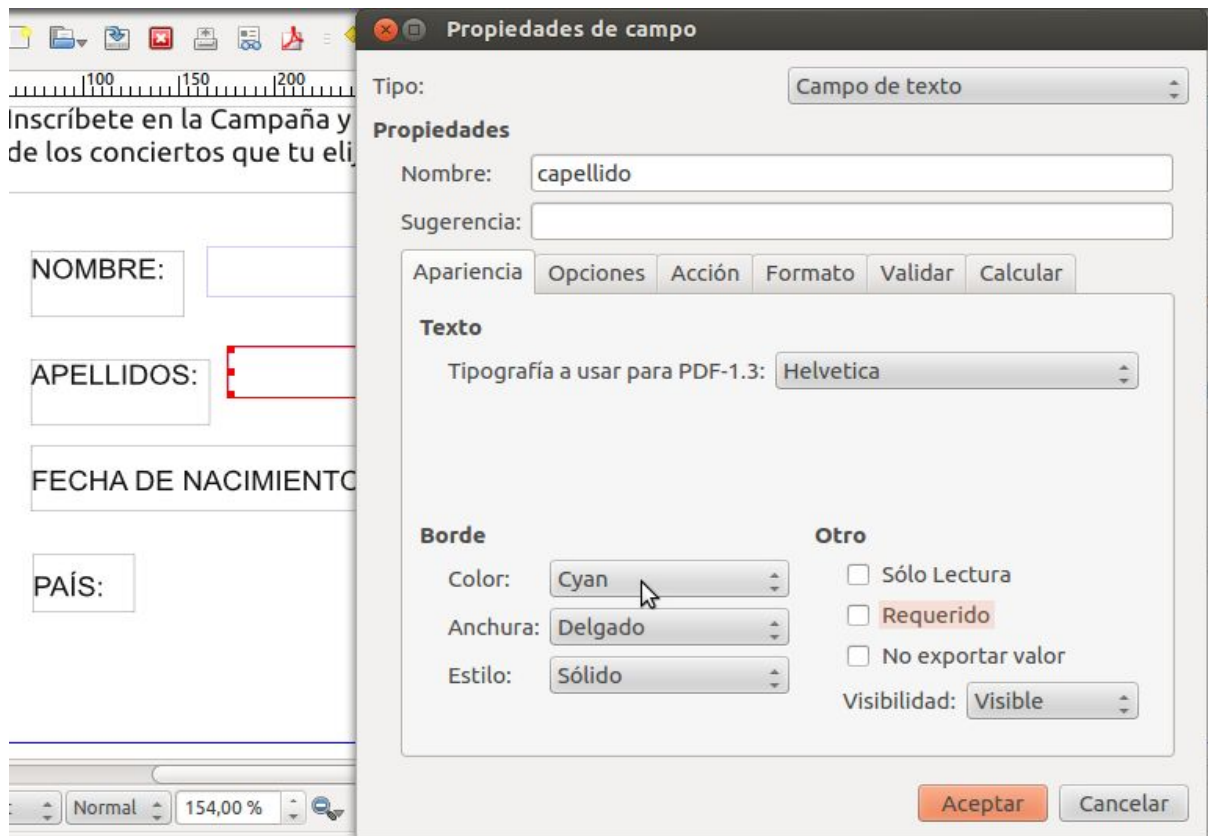 Propiedades de campo
100 150 200
Inscríbete en la Campaña y
de los conciertos que tu elij
NOMBRE:
APELLIDOS:
FECHA DE NACIMIENTO
PAÍS:
Normal 154,00 %
Tipo: Campo de texto
Propiedades
Nombre: capellido
Sugerencia:
Apariencia Opciones Acción Formato Validar Calcular
Texto
Tipografía a usar para PDF-1.3: Helvetica
Borde Otro
Color: Cyan Sólo Lectura
Anchura: Delgado Requerido
No exportar valor
Estilo: Sólido
Visibilidad: Visible
Aceptar Cancelar